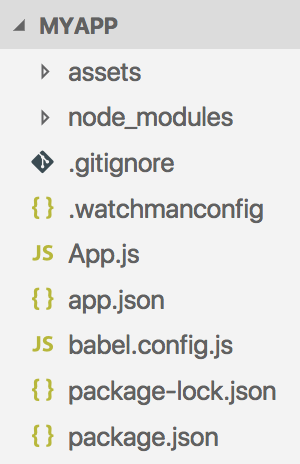 MYAPP
assets
node_modules
.gitignore
{ } .watchmanconfig
JS App.js
{ } app.json
JS babel.config.js
{ } package-lock.json
{ } package.json